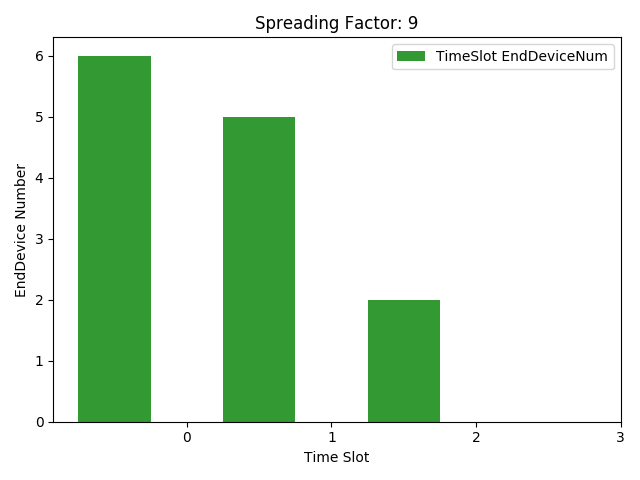 Spreading Factor: 9
TimeSlot EndDeviceNum
EndDevice Number
6
5
4
3
2
1
0
0 1 2 3
Time Slot